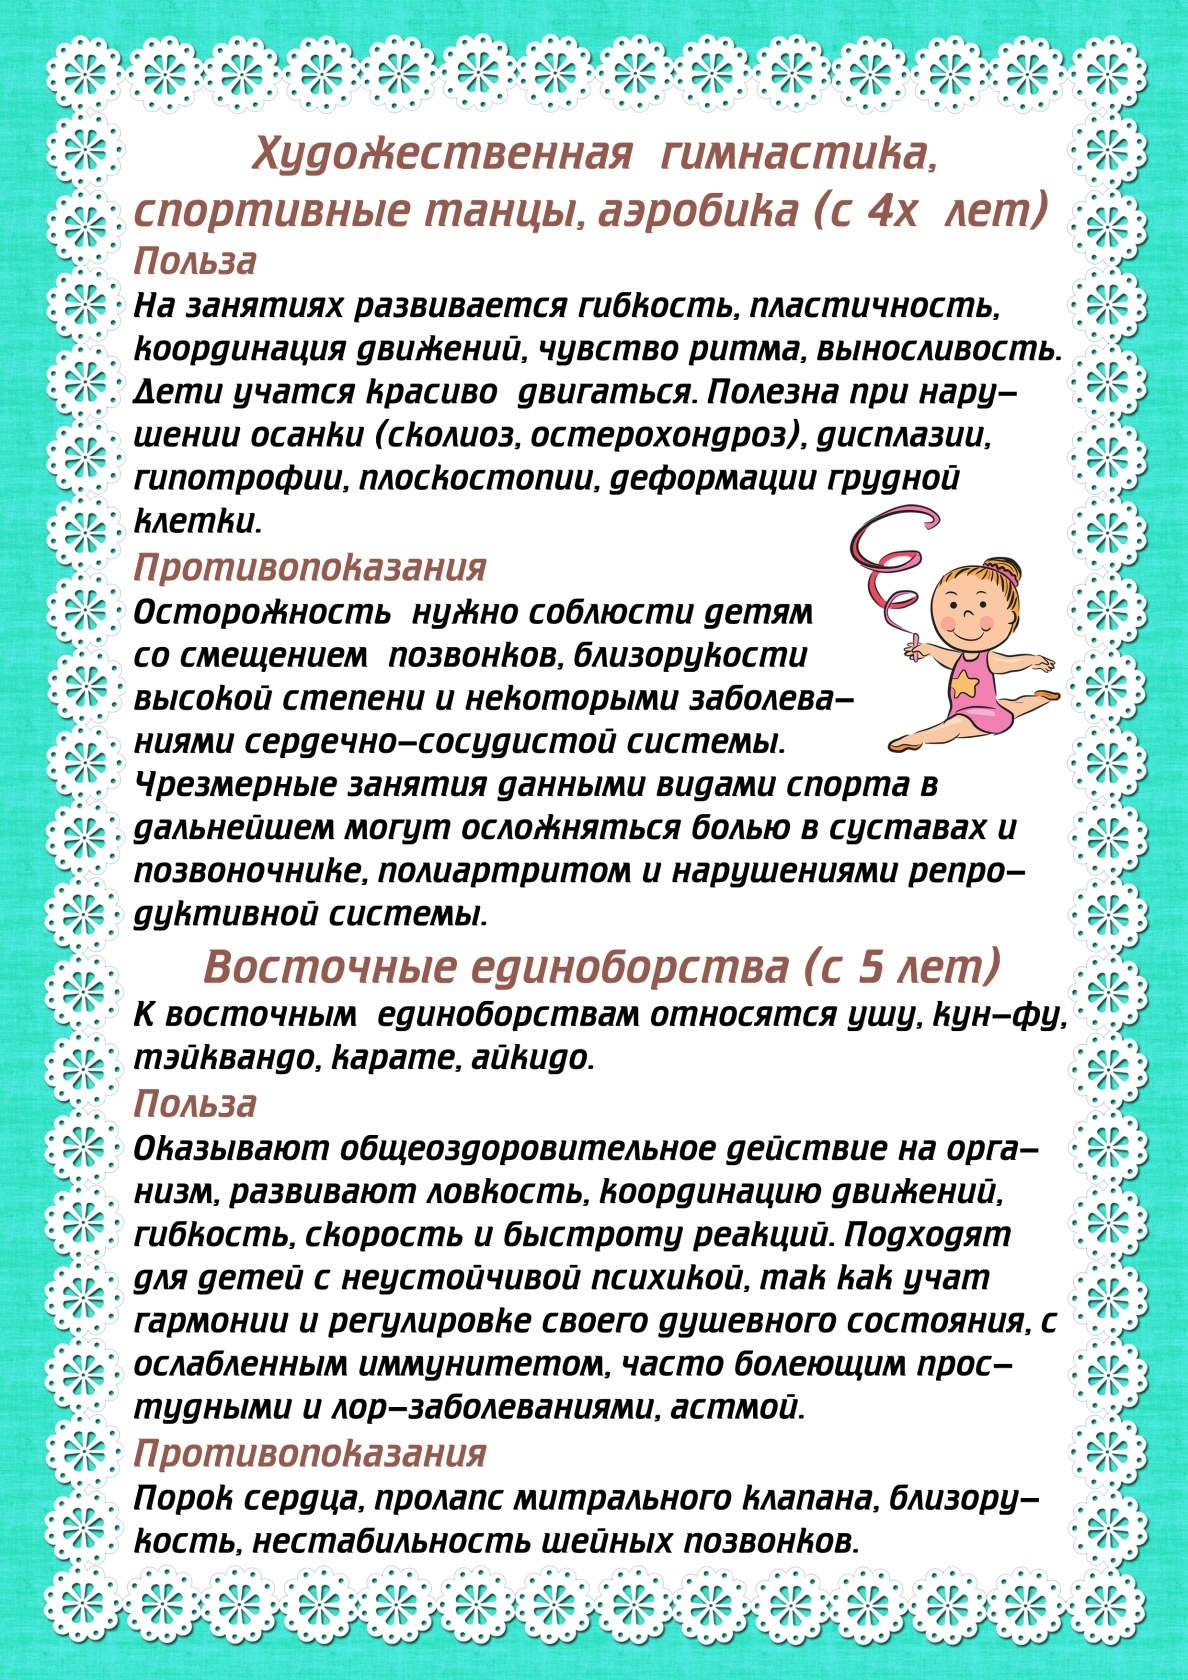 Художественная гимнастика,
спортивные танцы, аэробика (с 4х лет)
Польза
На занятиях развивается гибкость, пластичность,
координация движений, чувство ритма, выносливость.
Дети учатся красиво двигаться. Полезна при нару-
шении осанки (сколиоз, остерохондроз), дисплазии,
гипотрофии, плоскостопии, деформации грудной
клетки.
Противопоказания
Осторожность нужно соблюсти детям
со смещением позвонков, близорукости
высокой степени и некоторыми заболева-
ниями сердечно-сосудистой системы.
Чрезмерные занятия данными видами спорта в
дальнейшем могут осложняться болью в суставах и
позвоночнике, полиартритом и нарушениями репро-
дуктивной системы.
Восточные единоборства (с 5 лет)
К восточным единоборствам относятся ушу, кун-фу,
тэйквандо, карате, айкидо.
Польза
Оказывают общеоздоровительное действие на орга-
низм, развивают ловкость, координацию движений,
гибкость, скорость и быстроту реакций. Подходят
для детей с неустойчивой психикой, так как учат
гармонии и регулировке своего душевного состояния, с
ослабленным иммунитетом, часто болеющим прос-
тудными и лор-заболеваниями, астмой.
Противопоказания
Порок сердца, пролапс митрального клапана, близору-
кость, нестабильность шейных позвонков.